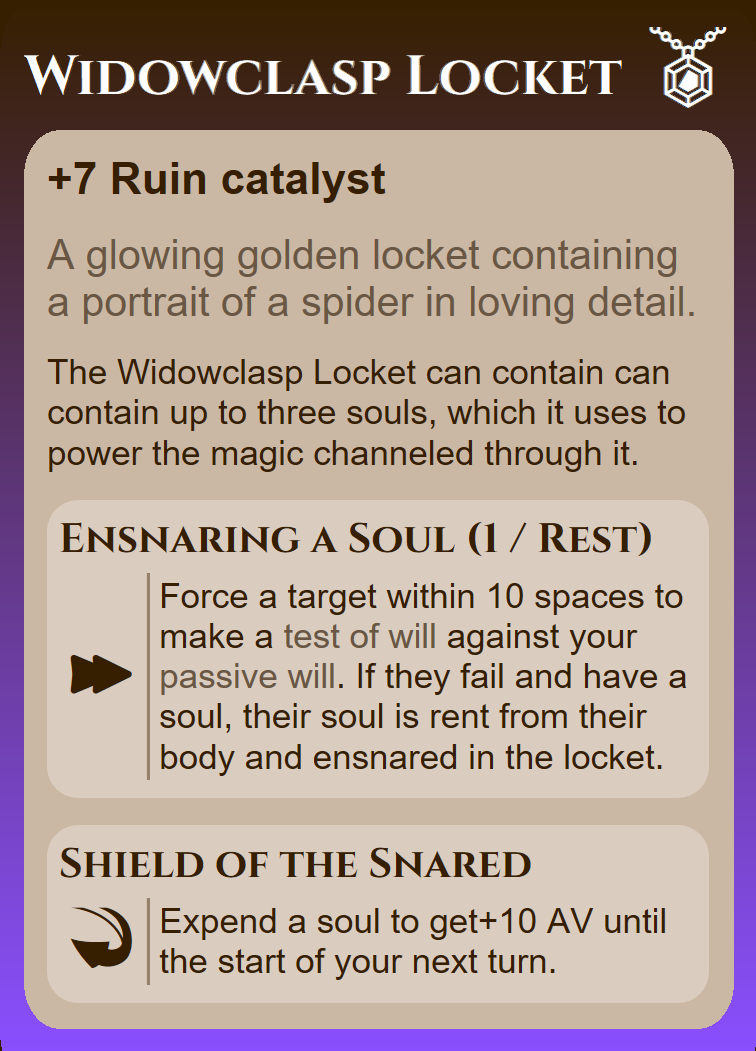 Widowclasp Locket
+7 Ruin catalyst
A glowing golden locket containing
a portrait of a spider in loving detail.
The Widowclasp Locket can contain can
contain up to three souls, which it uses to
power the magic channeled through it.
Ensnaring a Soul (1 / Rest)
Force a target within 10 spaces to
make a test of will against your
passive will. If they fail and have a
soul, their soul is rent from their
body and ensnared in the locket.
Shield of the Snared
Expend a soul to get+10 AV until
the start of your next turn.